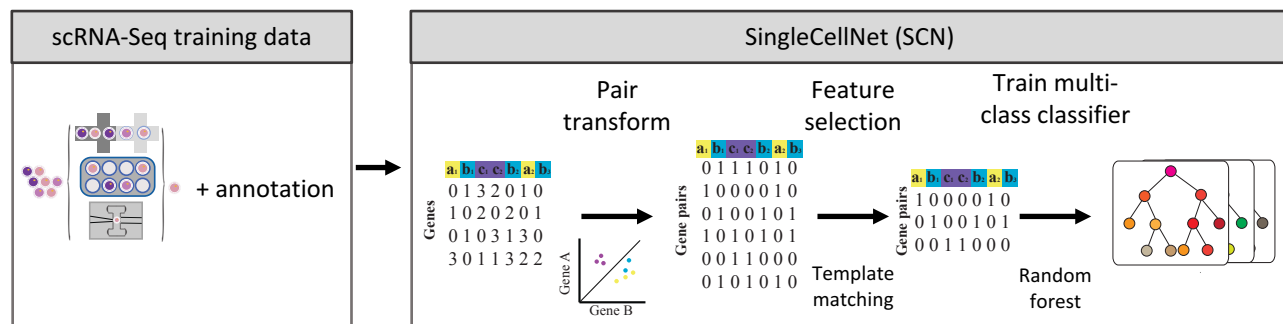 scRNA-Seq training data
+ annotation
SingleCellNet (SCN)
Pair
transform
Feature
selection
Train multi-
class classifier
a₁ b₁ c₁ c₂ b₂ a₂ b₃
Genes
0 1 3 2 0 1 0
1 0 2 0 2 0 1
0 1 0 3 1 3 0
3 0 1 1 3 2 2
Gene A
Gene B
a₁ b₁ c₁ c₂ b₂ a₂ b₃
Gene pairs
0 1 1 1 0 1 0
1 0 0 0 0 1 0
0 1 0 0 1 0 1
1 0 1 0 1 0 1
0 0 1 1 0 0 0
0 1 0 1 0 1 0
Template
matching
a₁ b₁ c₁ c₂ b₂ a₂ b₃
Gene pairs
1 0 0 0 0 1 0
0 1 0 0 1 0 1
0 0 1 1 0 0 0
Random
forest